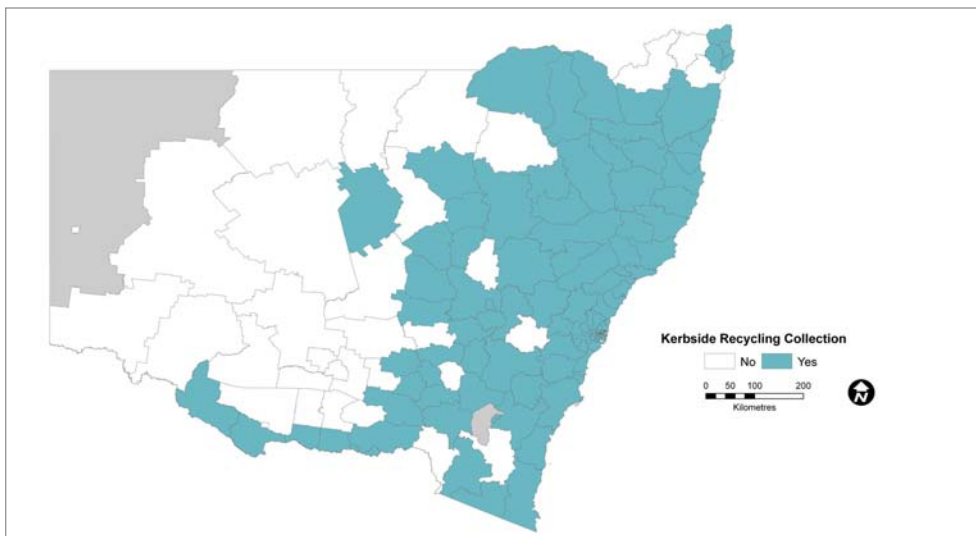 Kerbside Recycling Collection
No Yes
0 50 100 200
Kilometres
N